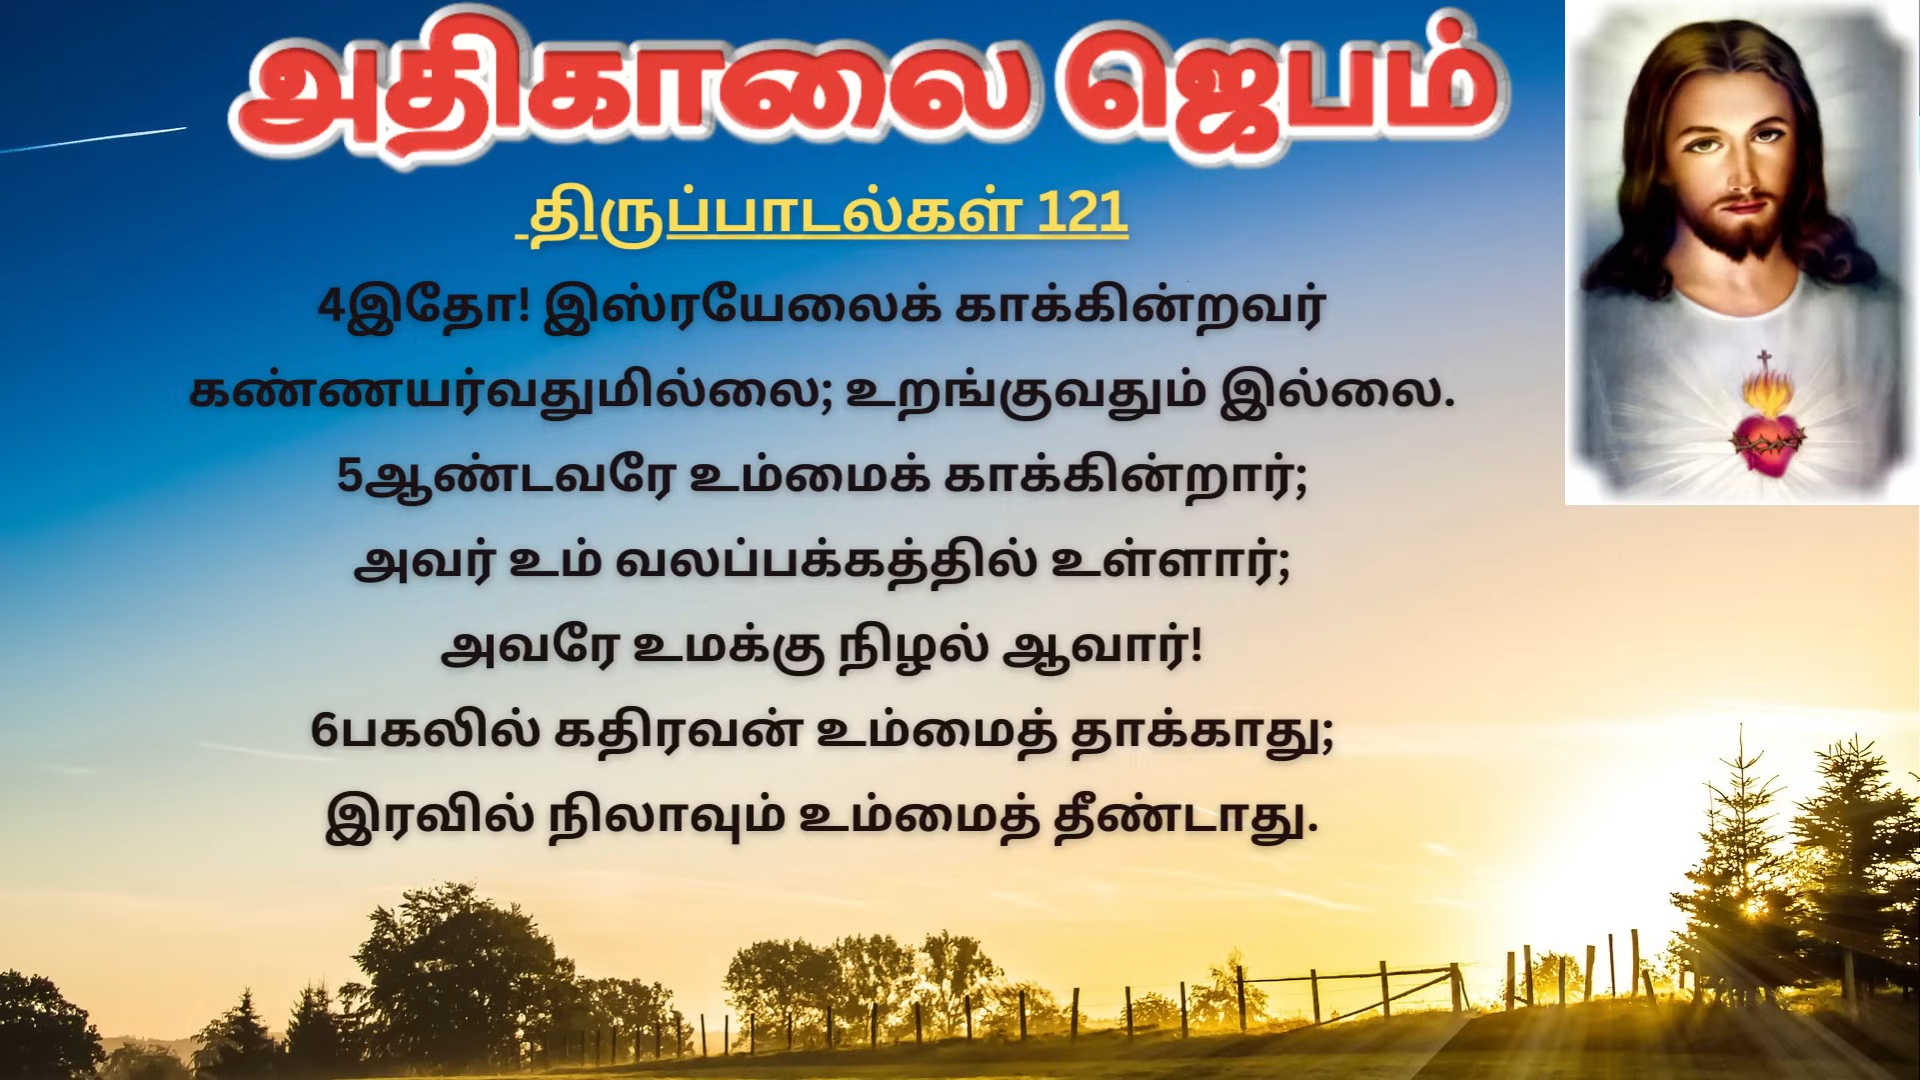 அதிகாலை ஜெபம்
திருப்பாடல்கள் 121
4இதோ! இஸ்ரயேலைக் காக்கின்றவர்
கண்ணயர்வதுமில்லை; உறங்குவதும் இல்லை.
5ஆண்டவரே உம்மைக் காக்கின்றார்;
அவர் உம் வலப்பக்கத்தில் உள்ளார்;
அவரே உமக்கு நிழல் ஆவார்!
6பகலில் கதிரவன் உம்மைத் தாக்காது;
இரவில் நிலாவும் உம்மைத் தீண்டாது.